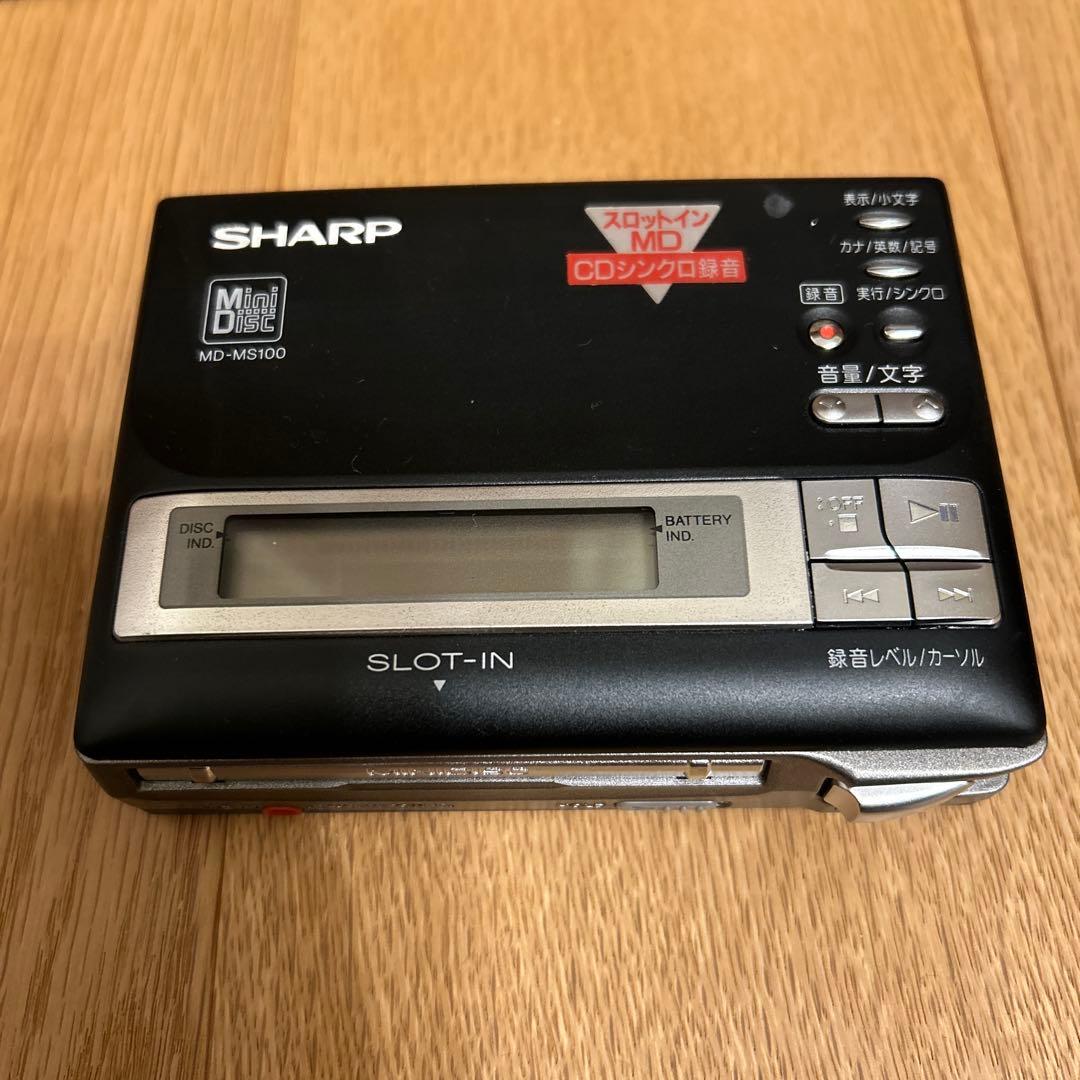 SHARP
Mini
Disc
MD-MS100
スロットイン
MD
CDシンクロ録音
表示/小文字
カナ/英数/記号
録音 実行/シンクロ
音量/文字
DISC
IND.
BATTERY
IND.
:OFF
SLOT-IN
録音レベル/カーソル